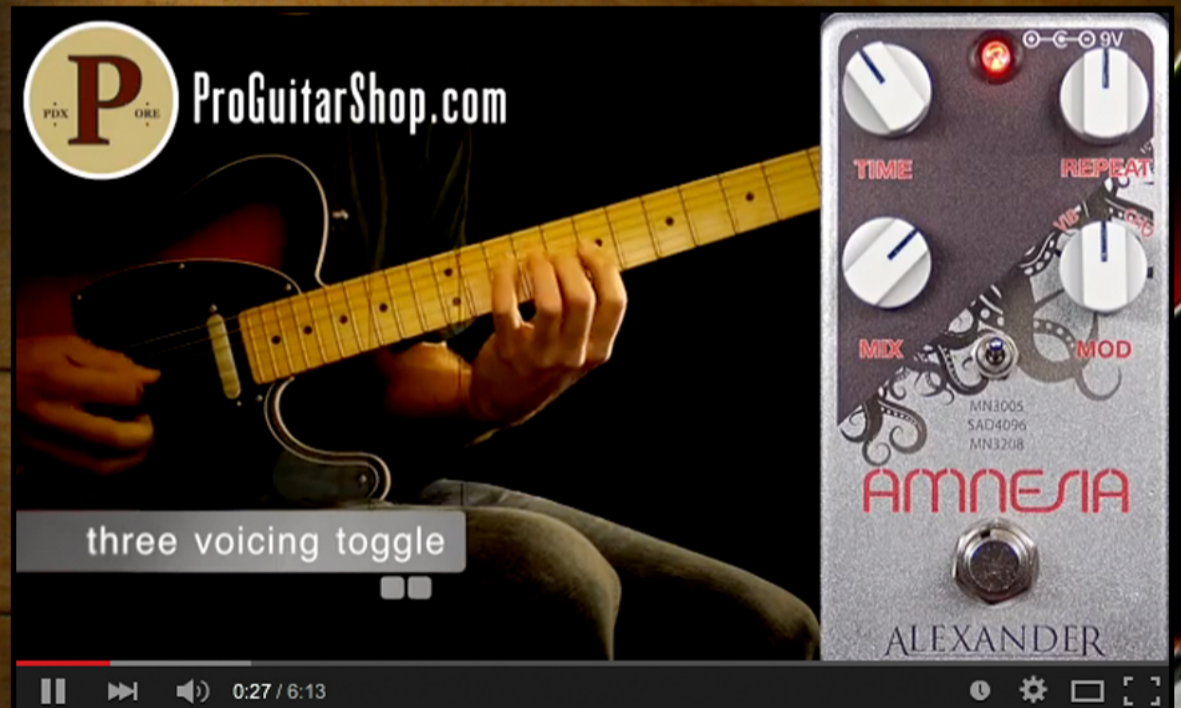 P
PDX
ORE
ProGuitarShop.com
9V
TIME
REPEAT
VIB
MIX
MOD
MN3005
SAD4096
MN3208
AMNESIA
three voicing toggle
ALEXANDER
0:27 / 6:13